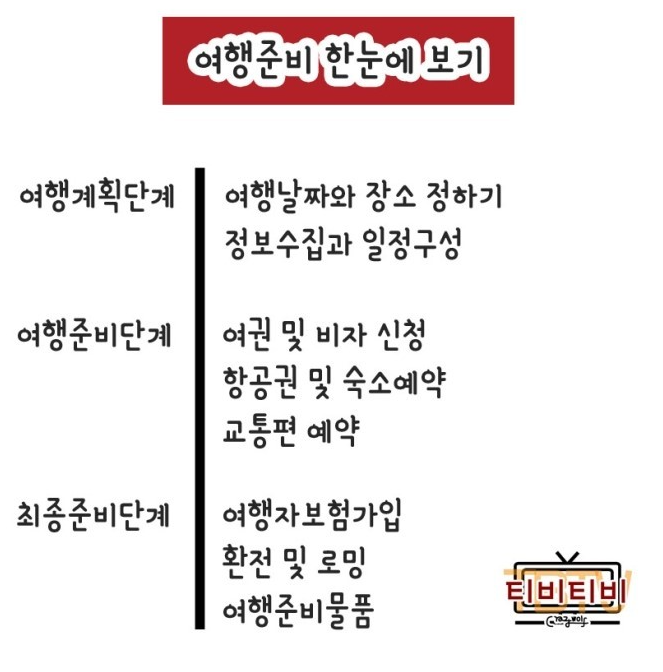 여행준비 한눈에 보기
여행계획단계
여행날짜와 장소 정하기
정보수집과 일정구성
여행준비단계
여권 및 비자 신청
항공권 및 숙소예약
교통편 예약
최종준비단계
여행자보험가입
환전 및 로밍
여행준비물품
티비티비